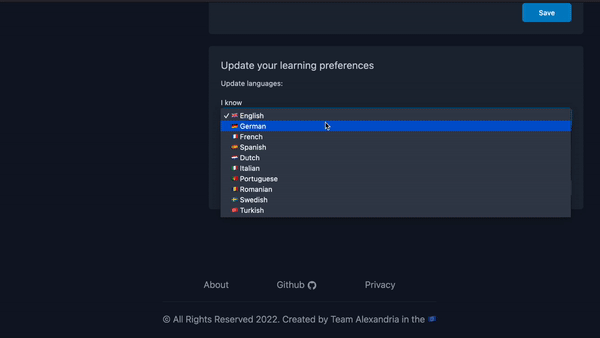 Save
Update your learning preferences
Update languages:
I know
✓ English
German
French
Spanish
Dutch
Italian
Portuguese
Romanian
Swedish
Turkish
About
Github
Privacy
© All Rights Reserved 2022. Created by Team Alexandria in the